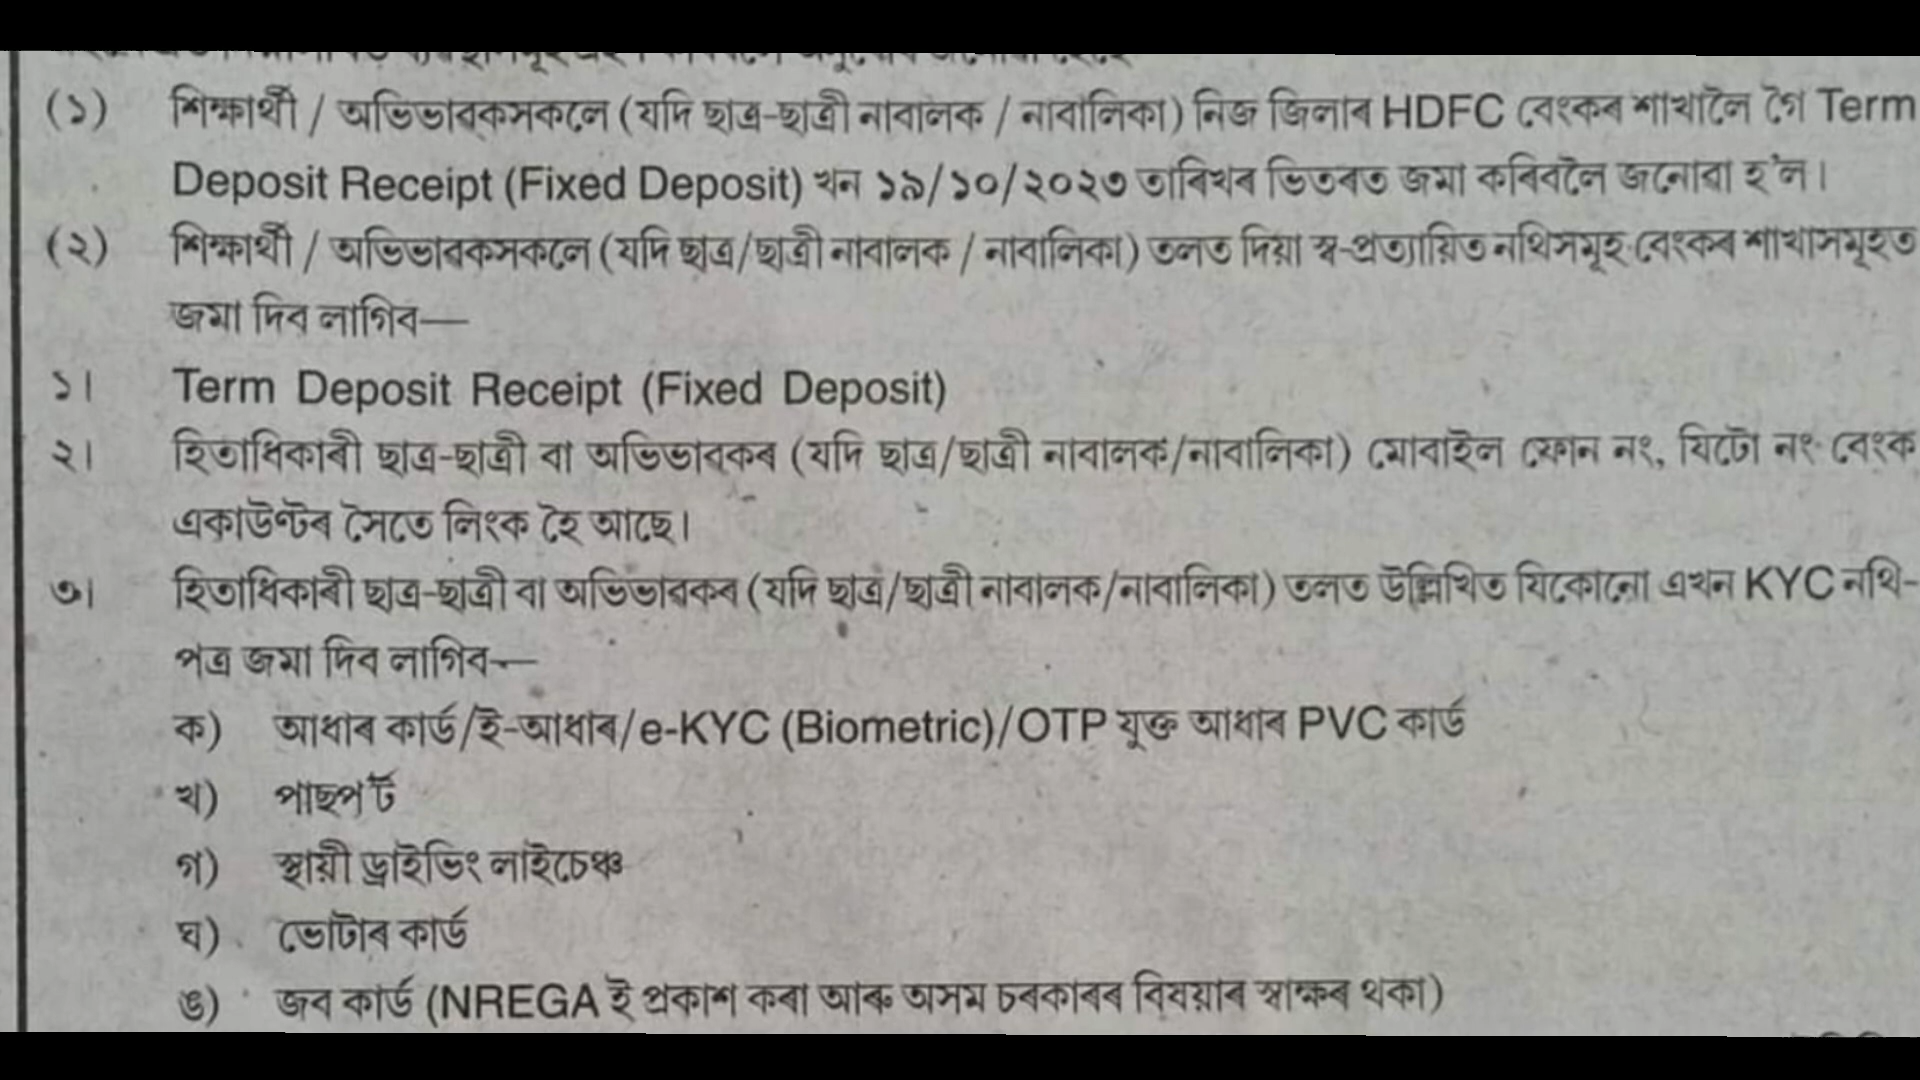 (১) শিক্ষাৰ্থী / অভিভাৱকসকলে (যদি ছাত্ৰ-ছাত্ৰী নাবালক / নাবালিকা) নিজ জিলাৰ HDFC বেংকৰ শাখালৈ গৈ Term
Deposit Receipt (Fixed Deposit) খন ১৯/১০/২০২৩ তাৰিখৰ ভিতৰত জমা কৰিবলৈ জনোৱা হ'ল।
(২) শিক্ষাৰ্থী / অভিভাৱকসকলে (যদি ছাত্ৰ/ছাত্ৰী নাবালক / নাবালিকা) তলত দিয়া স্ব-প্ৰত্যায়িত নথিসমূহ বেংকৰ শাখাসমূহত
জমা দিব লাগিব—
১। Term Deposit Receipt (Fixed Deposit)
২। হিতাধিকাৰী ছাত্ৰ-ছাত্ৰী বা অভিভাৱকৰ (যদি ছাত্ৰ/ছাত্ৰী নাবালক/নাবালিকা) মোবাইল ফোন নং, যিটো নং বেংক
একাউণ্টৰ সৈতে লিংক হৈ আছে।
৩। হিতাধিকাৰী ছাত্ৰ-ছাত্ৰী বা অভিভাৱকৰ (যদি ছাত্ৰ/ছাত্ৰী নাবালক/নাবালিকা) তলত উল্লিখিত যিকোনো এখন KYC নথি-
পত্ৰ জমা দিব লাগিব—
ক) আধাৰ কাৰ্ড/ই-আধাৰ/e-KYC (Biometric)/OTP যুক্ত আধাৰ PVC কাৰ্ড
খ) পাছপ'ৰ্ট
গ) স্থায়ী ড্ৰাইভিং লাইচেঞ্চ
ঘ) ভোটাৰ কাৰ্ড
ঙ) জব কাৰ্ড (NREGA ই প্ৰকাশ কৰা আৰু অসম চৰকাৰৰ বিষয়াৰ স্বাক্ষৰ থকা)